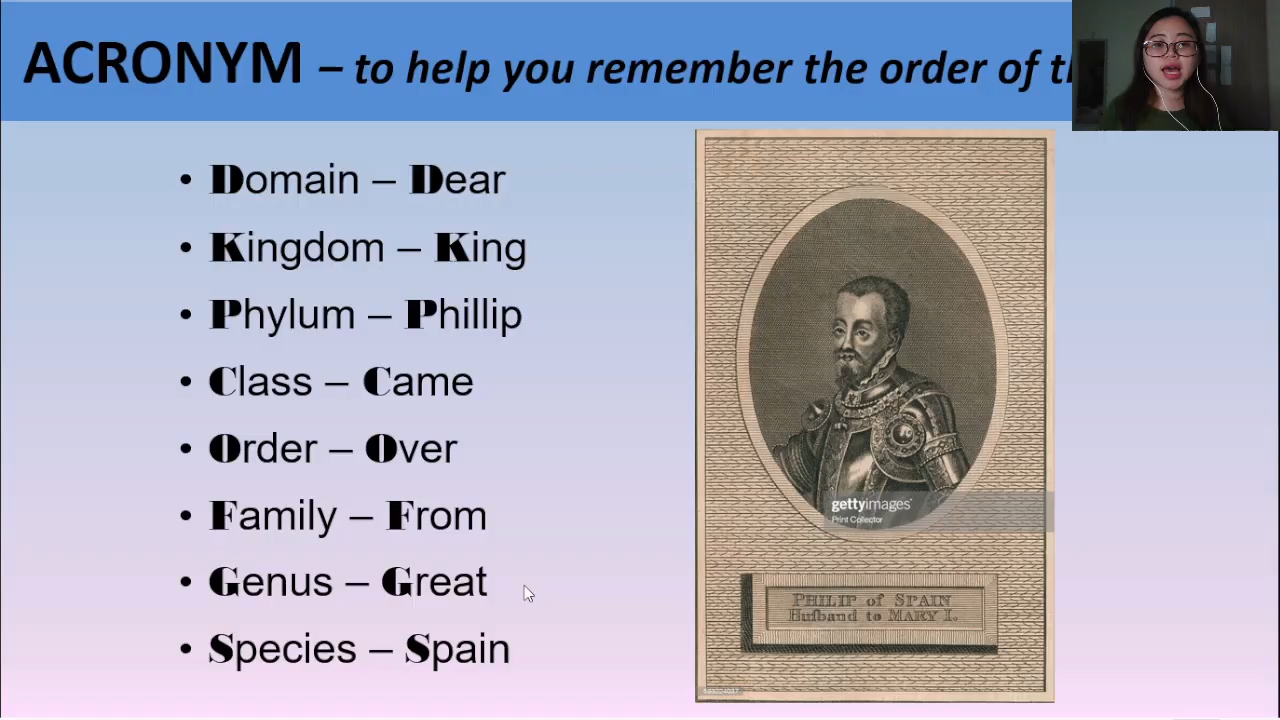 ACRONYM – to help you remember the order of
• Domain – Dear
• Kingdom – King
• Phylum – Phillip
• Class – Came
• Order – Over
• Family – From
• Genus – Great
• Species – Spain
gettyimages®
Print Collector
PHILIP of SPAIN
Husband to MARY I.